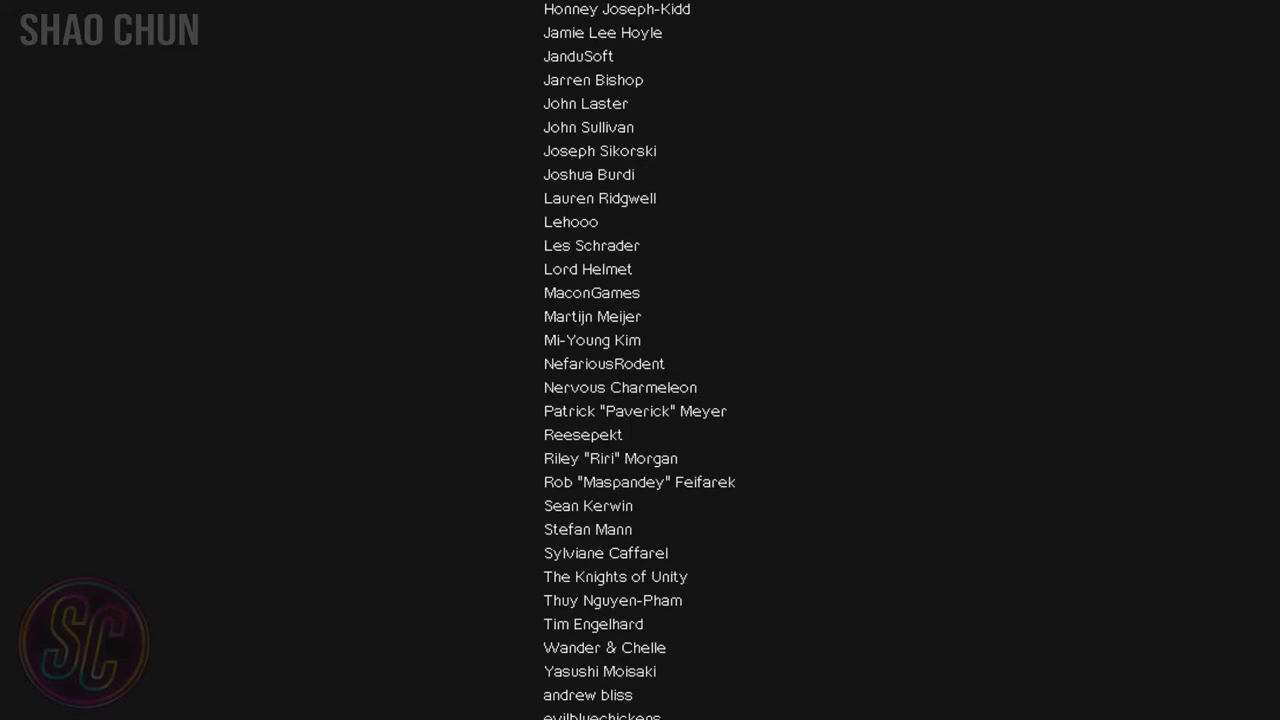 SHAO CHUN
Honney Joseph-Kidd
Jamie Lee Hoyle
JanduSoft
Jarren Bishop
John Laster
John Sullivan
Joseph Sikorski
Joshua Burdi
Lauren Ridgwell
Lehooo
Les Schrader
Lord Helmet
MaconGames
Martijn Meijer
Mi-Young Kim
NefariousRodent
Nervous Charmeleon
Patrick "Paverick" Meyer
Reesepekt
Riley "Riri" Morgan
Rob "Maspandey" Feifarek
Sean Kerwin
Stefan Mann
Sylviane Caffarel
The Knights of Unity
Thuy Nguyen-Pham
Tim Engelhard
Wander & Chelle
Yasushi Moisaki
andrew bliss
evilbluechickens
SC